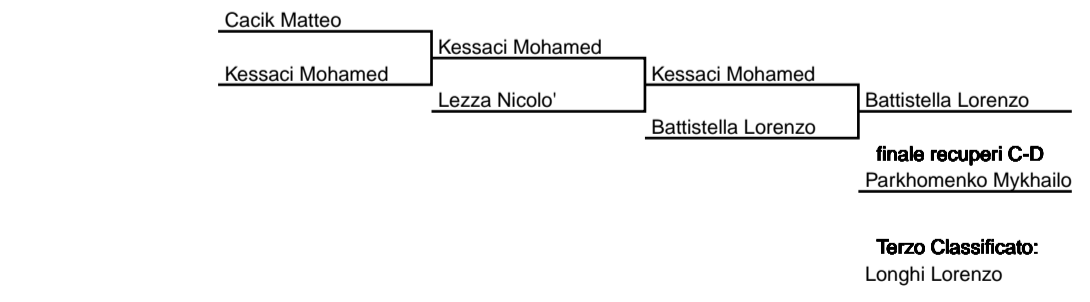 Cacik Matteo
Kessaci Mohamed
Kessaci Mohamed
Kessaci Mohamed
Lezza Nicolo'
Battistella Lorenzo
Battistella Lorenzo
finale recuperi C-D
Parkhomenko Mykhailo
Terzo Classificato:
Longhi Lorenzo